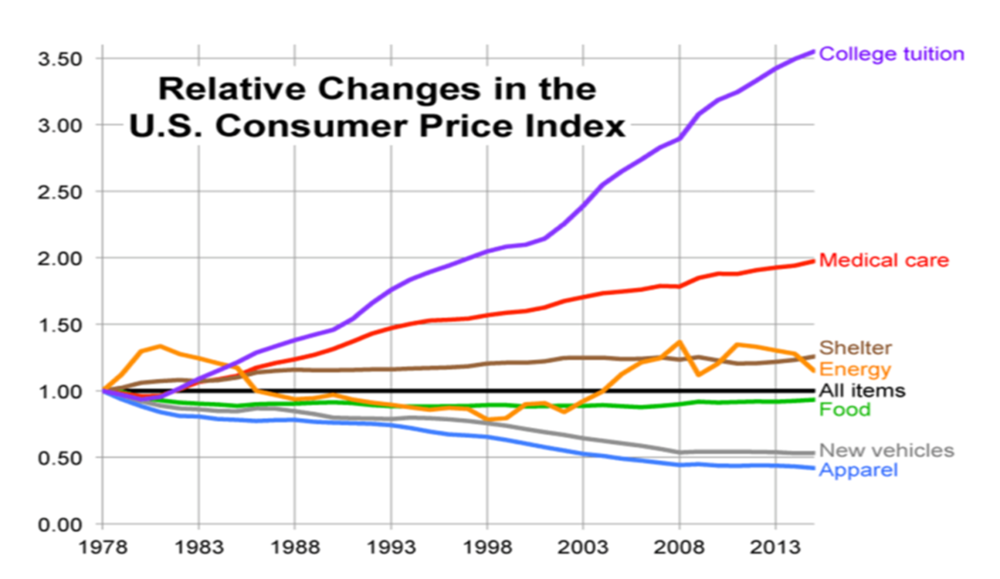 Relative Changes in the
U.S. Consumer Price Index
3.50
3.00
2.50
2.00
1.50
1.00
0.50
0.00
College tuition
Medical care
Shelter
Energy
All items
Food
New vehicles
Apparel
1978 1983 1988 1993 1998 2003 2008 2013